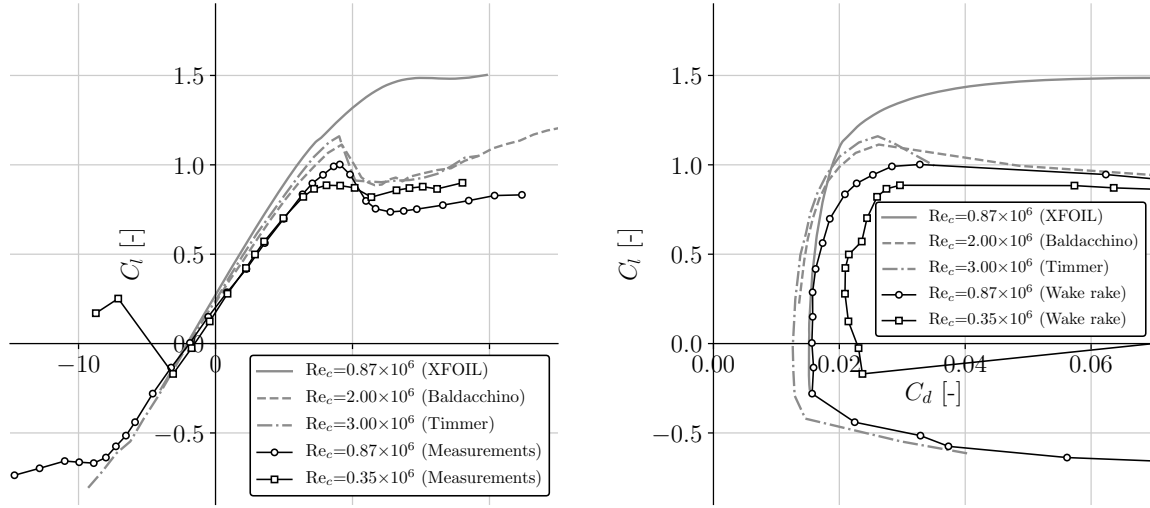 1.5
1.0
0.5
0.0
−0.5
−10
0
C_l [-]
Re_c=0.87×10^6 (XFOIL)
Re_c=2.00×10^6 (Baldacchino)
Re_c=3.00×10^6 (Timmer)
Re_c=0.87×10^6 (Measurements)
Re_c=0.35×10^6 (Measurements)
1.5
1.0
0.5
0.0
−0.5
0.00
0.02
0.04
0.06
C_l [-]
C_d [-]
Re_c=0.87×10^6 (XFOIL)
Re_c=2.00×10^6 (Baldacchino)
Re_c=3.00×10^6 (Timmer)
Re_c=0.87×10^6 (Wake rake)
Re_c=0.35×10^6 (Wake rake)